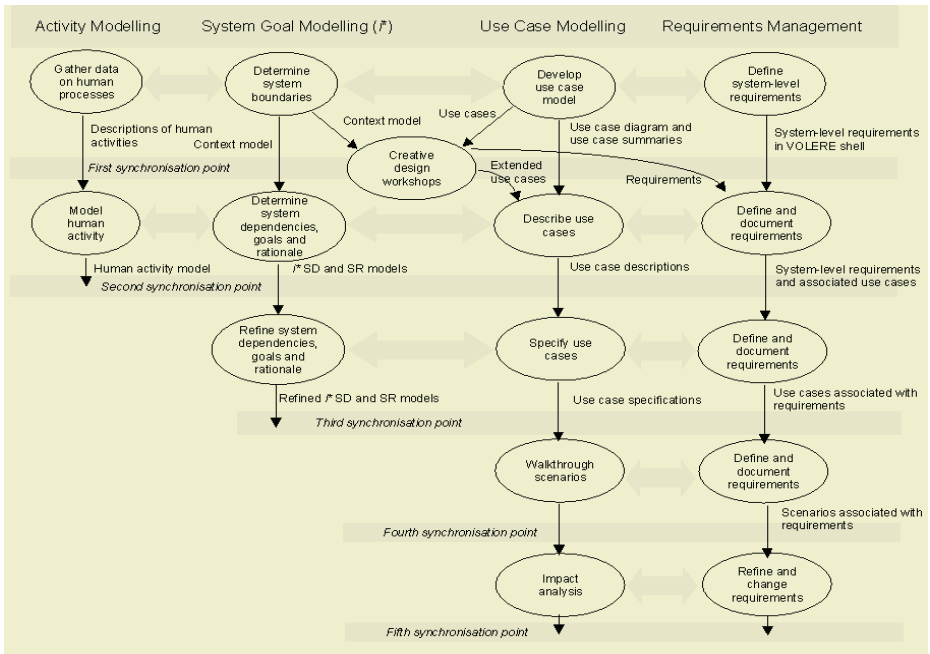 Activity Modelling
System Goal Modelling (i*)
Use Case Modelling
Requirements Management
Gather data
on human
processes
Determine
system
boundaries
Develop
use case
model
Define
system-level
requirements
Descriptions of human
activities
Context model
Context model
Use cases
Use case diagram and
use case summaries
System-level requirements
in VOLERE shell
Creative
design
workshops
Extended
use cases
Requirements
First synchronisation point
Model
human
activity
Determine
system
dependencies,
goals and
rationale
Describe use
cases
Define and
document
requirements
Human activity model
i* SD and SR models
Use case descriptions
System-level requirements
and associated use cases
Second synchronisation point
Refine system
dependencies,
goals and
rationale
Specify use
cases
Define and
document
requirements
Refined i* SD and SR models
Use case specifications
Use cases associated with
requirements
Third synchronisation point
Walkthrough
scenarios
Define and
document
requirements
Scenarios associated with
requirements
Fourth synchronisation point
Impact
analysis
Refine and
change
requirements
Fifth synchronisation point